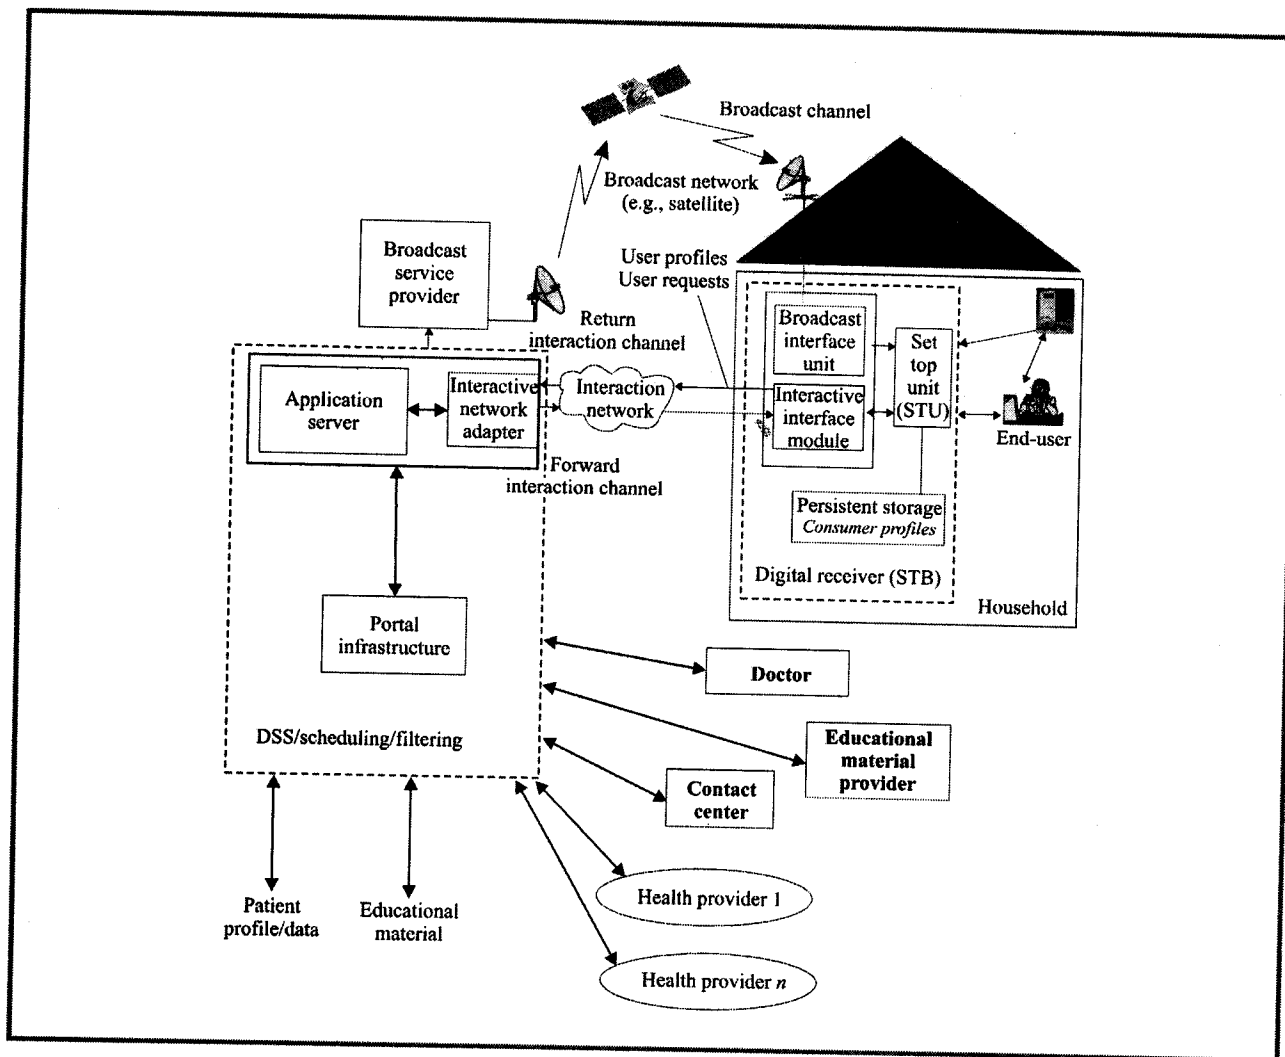 Broadcast channel
Broadcast network
(e.g., satellite)
Broadcast
service
provider
User profiles
User requests
Return
interaction channel
Broadcast
interface
unit
Set
top
unit
(STU)
Application
server
Interactive
network
adapter
Interaction
network
Interactive
interface
module
End-user
Forward
interaction channel
Persistent storage
Consumer profiles
Digital receiver (STB)
Household
Portal
infrastructure
Doctor
DSS/scheduling/filtering
Educational
material
provider
Contact
center
Patient
profile/data
Educational
material
Health provider 1
Health provider n